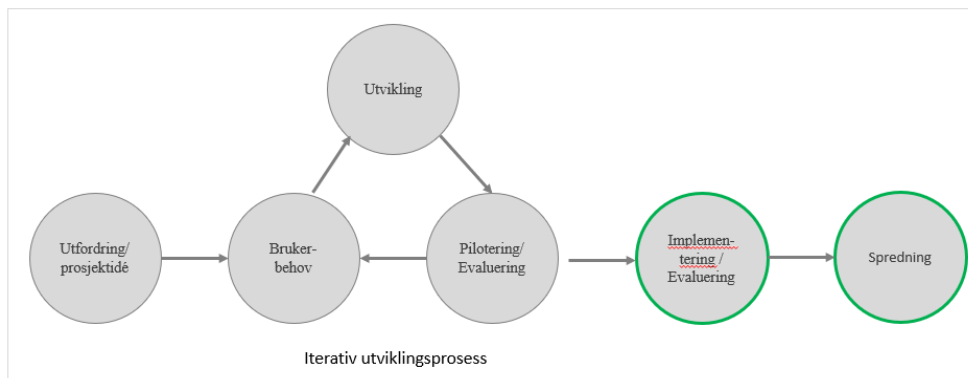 Utvikling
Utfordring/
prosjektidé
Bruker-
behov
Pilotering/
Evaluering
Implemen-
tering /
Evaluering
Spredning
Iterativ utviklingsprosess